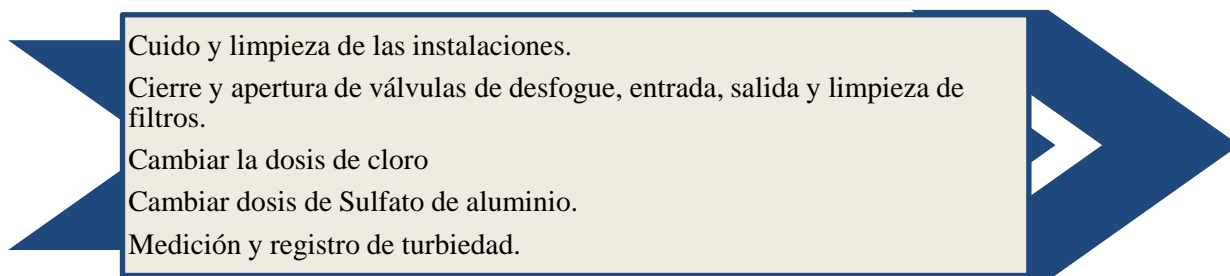 Cuido y limpieza de las instalaciones.
Cierre y apertura de válvulas de desfogue, entrada, salida y limpieza de
filtros.
Cambiar la dosis de cloro
Cambiar dosis de Sulfato de aluminio.
Medición y registro de turbiedad.